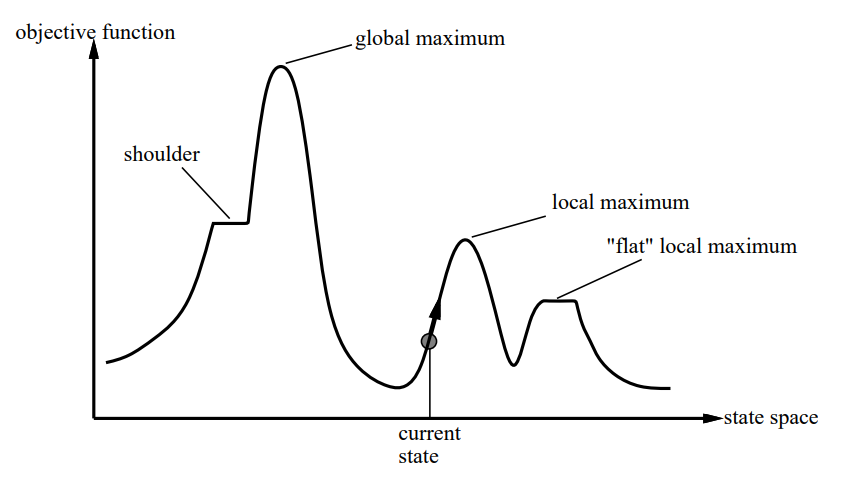 objective function
global maximum
shoulder
local maximum
"flat" local maximum
state space
current
state